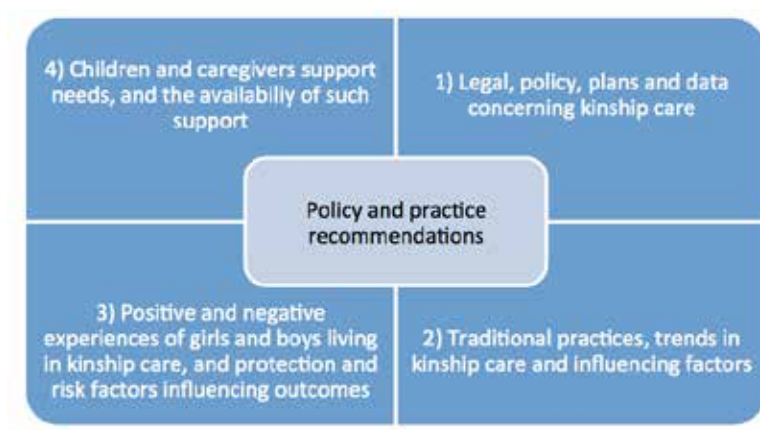 4) Children and caregivers support
needs, and the availabiliy of such
support
1) Legal, policy, plans and data
concerning kinship care
Policy and practice
recommendations
3) Positive and negative
experiences of girls and boys living
in kinship care, and protection and
risk factors influencing outcomes
2) Traditional practices, trends in
kinship care and influencing factors